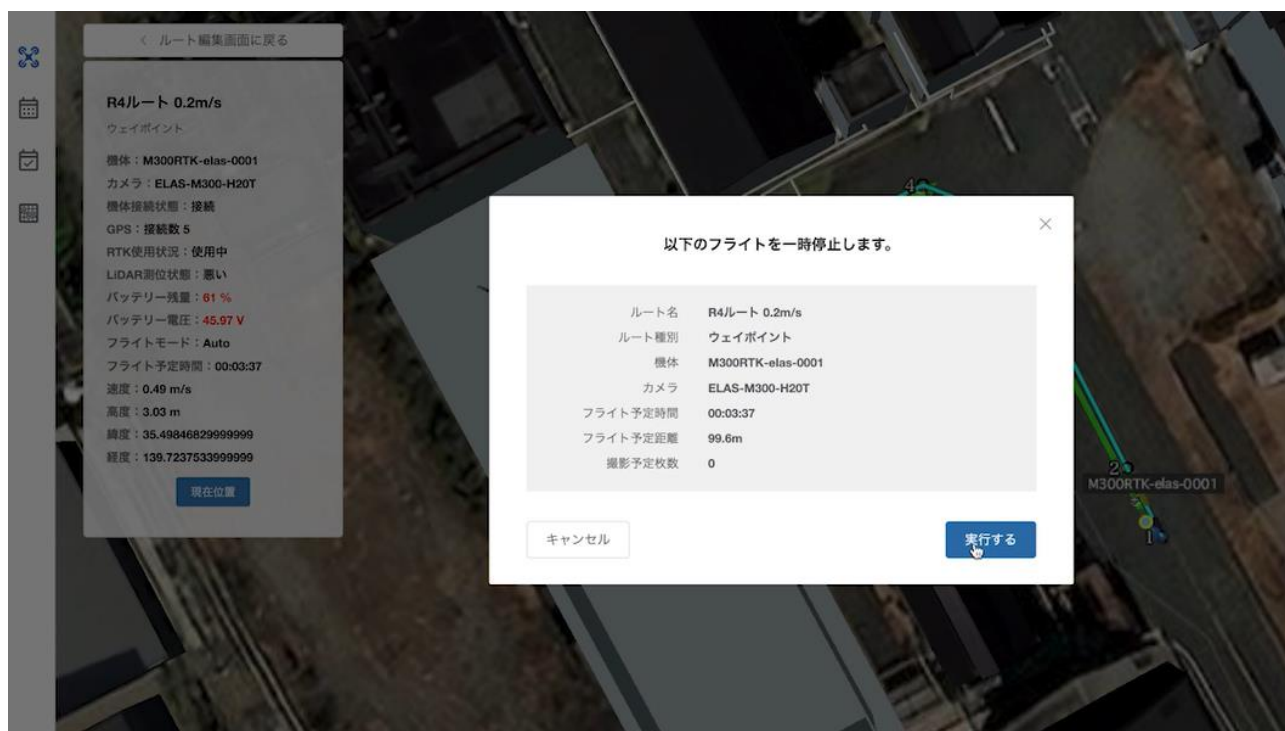 < ルート編集画面に戻る
R4ルート 0.2m/s
ウェイポイント
機体：M300RTK-elas-0001
カメラ：ELAS-M300-H20T
機体接続状態：接続
GPS：接続数 5
RTK使用状況：使用中
LiDAR測位状態：悪い
バッテリー残量：61 %
バッテリー電圧：45.97 V
フライトモード：Auto
フライト予定時間：00:03:37
速度：0.49 m/s
高度：3.03 m
緯度：35.49846829999999
経度：139.7237533999999
現在位置
以下のフライトを一時停止します。
ルート名 R4ルート 0.2m/s
ルート種別 ウェイポイント
機体 M300RTK-elas-0001
カメラ ELAS-M300-H20T
フライト予定時間 00:03:37
フライト予定距離 99.6m
撮影予定枚数 0
キャンセル
実行する
4
2
M300RTK-elas-0001
1